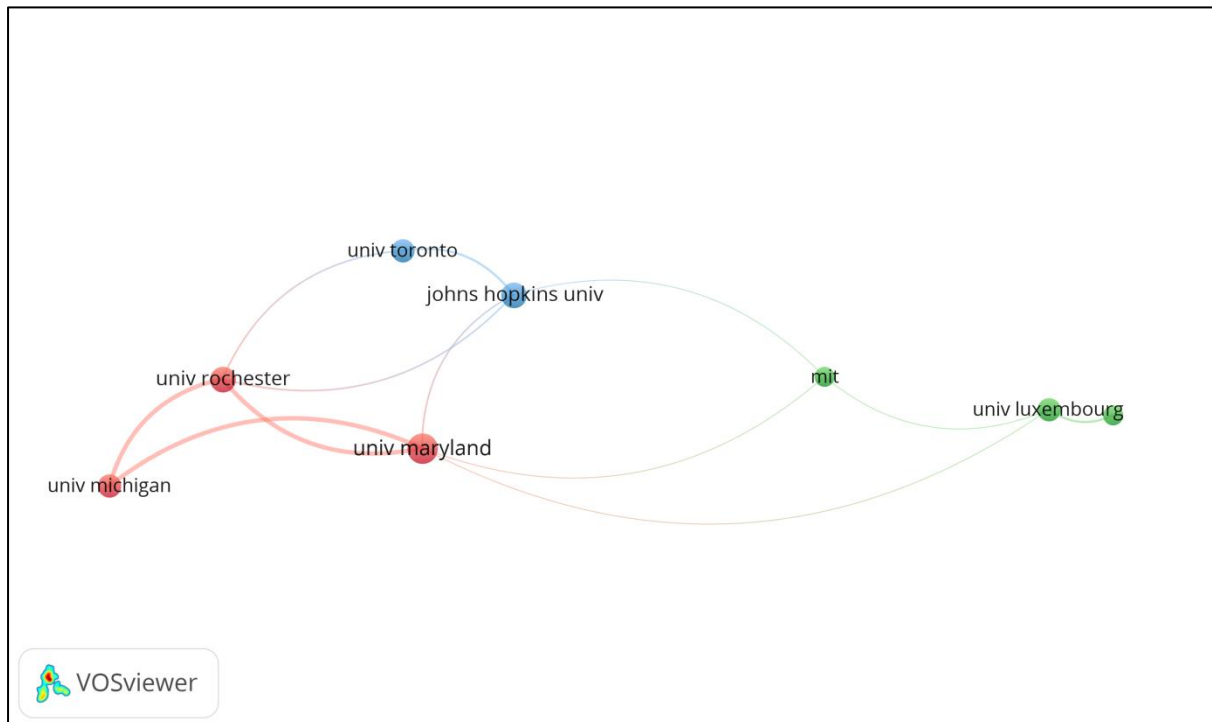 univ toronto
johns hopkins univ
univ rochester
mit
univ luxembourg
univ maryland
univ michigan
VOSviewer